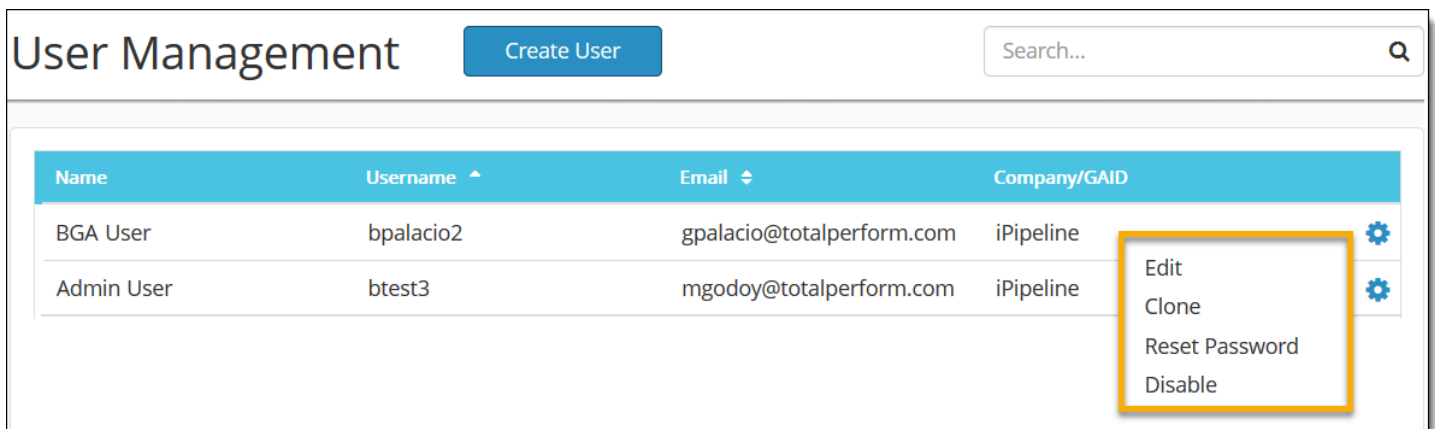 User Management
Create User
Search...
Name Username Email Company/GAID
BGA User bpalacio2 gpalacio@totalperform.com iPipeline
Admin User btest3 mgodoy@totalperform.com iPipeline
Edit
Clone
Reset Password
Disable